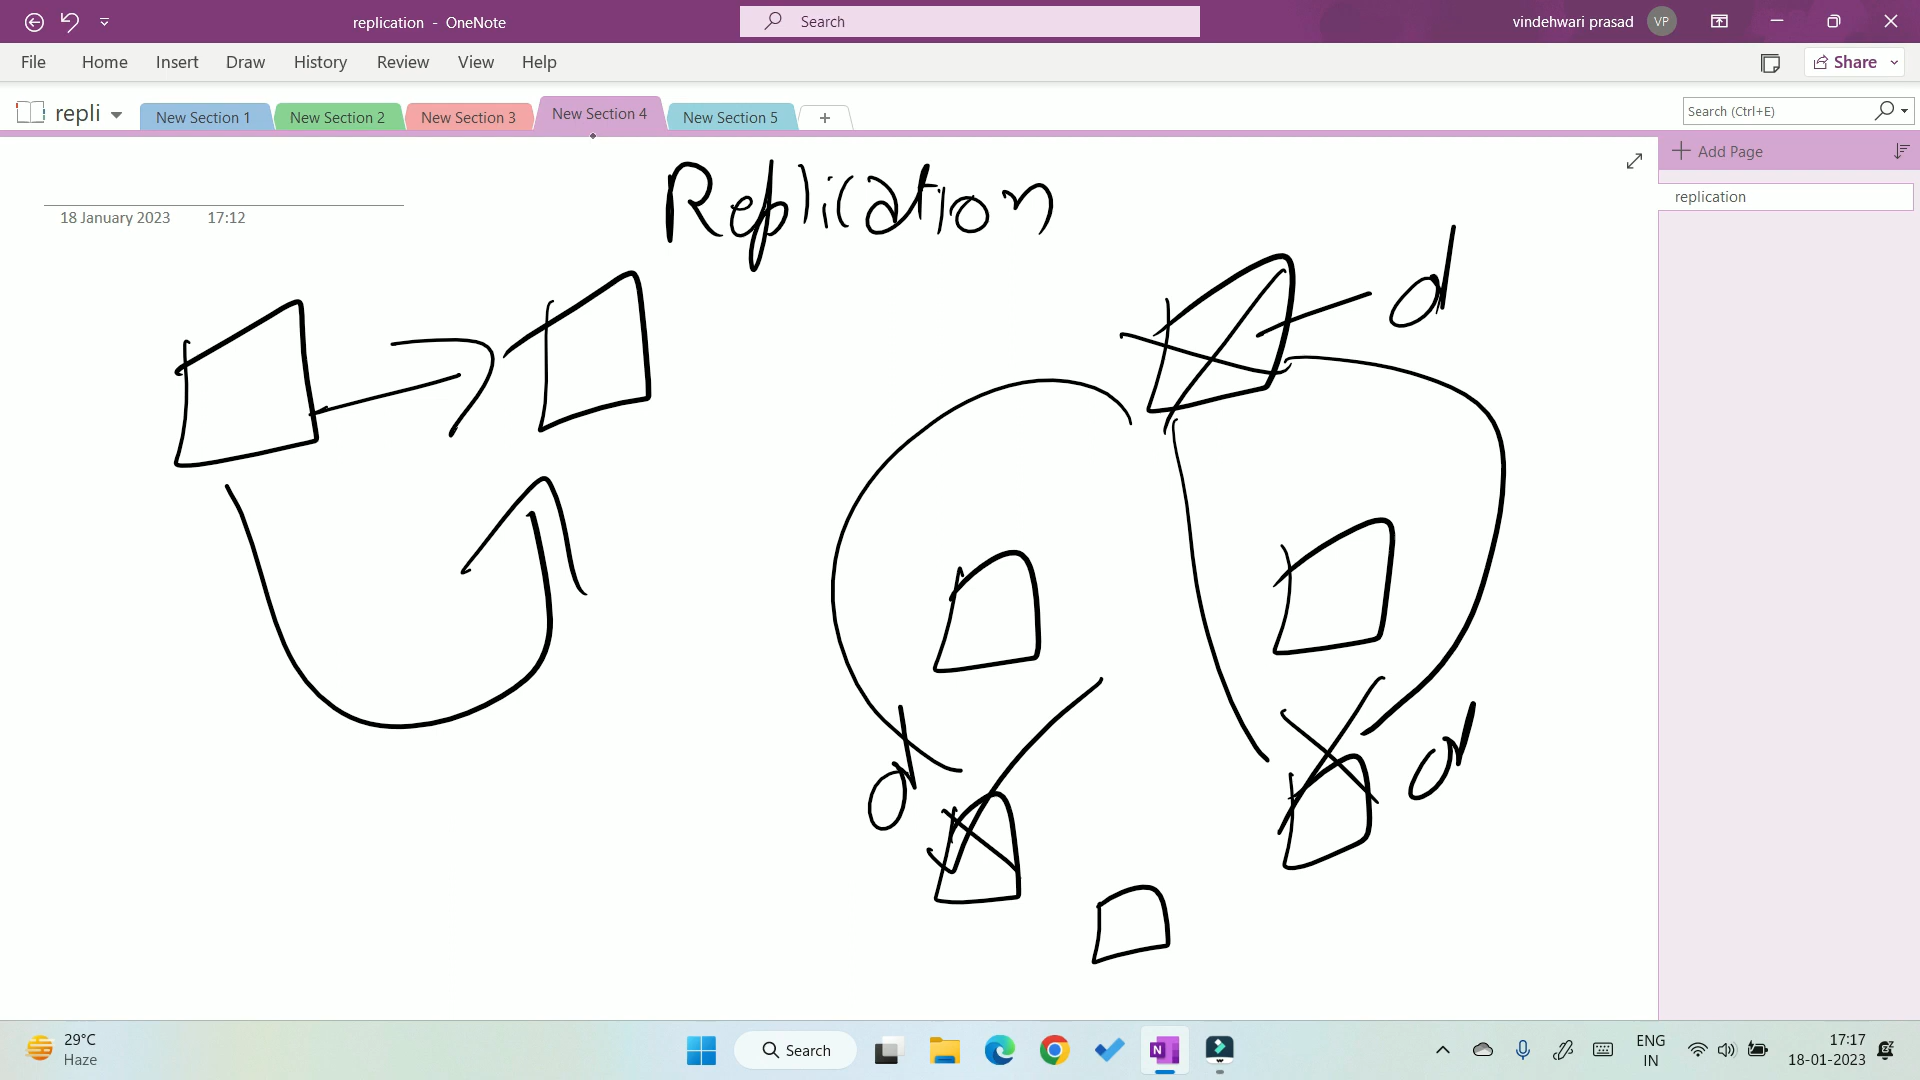 replication - OneNote
Search
vindehwari prasad
VP
File Home Insert Draw History Review View Help
Share
repli
New Section 1
New Section 2
New Section 3
New Section 4
New Section 5
+
Search (Ctrl+E)
Add Page
replication
Replication
18 January 2023 17:12
d
d
d
29°C
Haze
Search
ENG
IN
17:17
18-01-2023